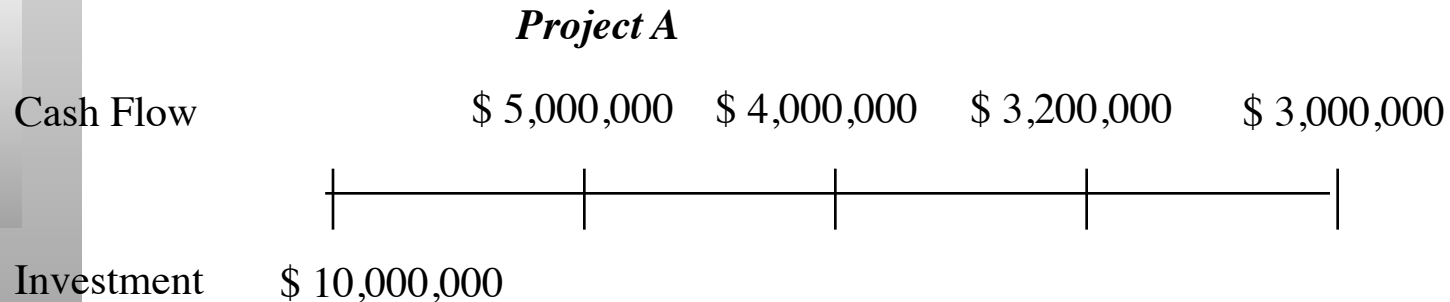 Project A
Cash Flow $ 5,000,000 $ 4,000,000 $ 3,200,000 $ 3,000,000
Investment $ 10,000,000